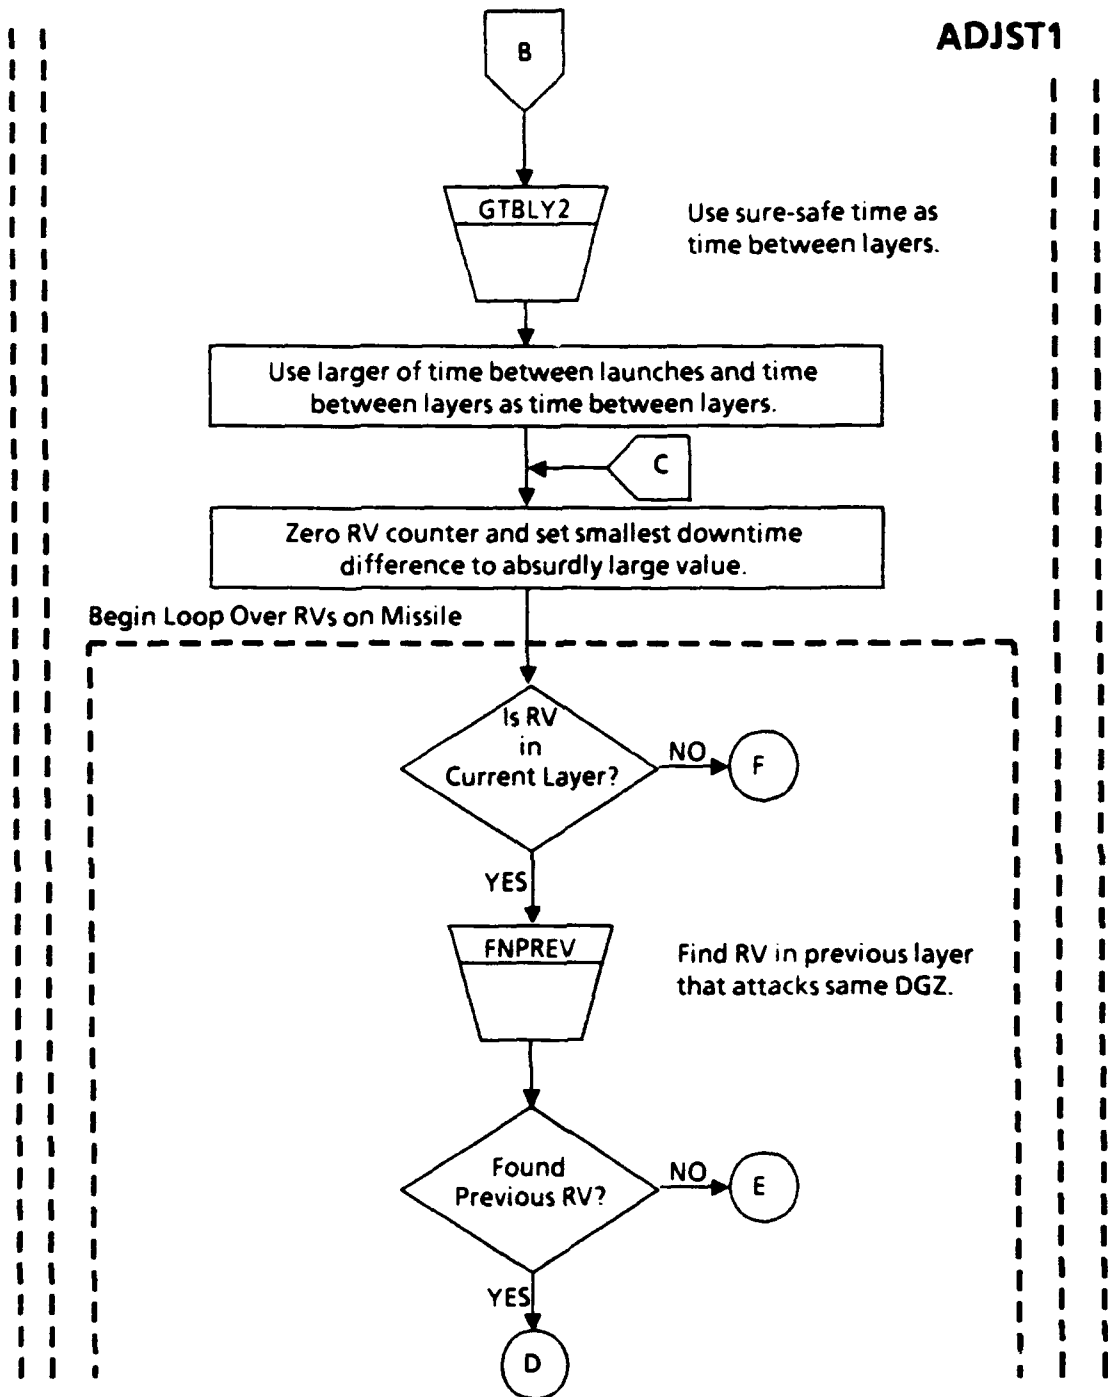 ADJST1
B
GTBLY2
Use sure-safe time as
time between layers.
Use larger of time between launches and time
between layers as time between layers.
C
Zero RV counter and set smallest downtime
difference to absurdly large value.
Begin Loop Over RVs on Missile
Is RV
in
Current Layer?
NO
F
YES
FNPREV
Find RV in previous layer
that attacks same DGZ.
Found
Previous RV?
NO
E
YES
D